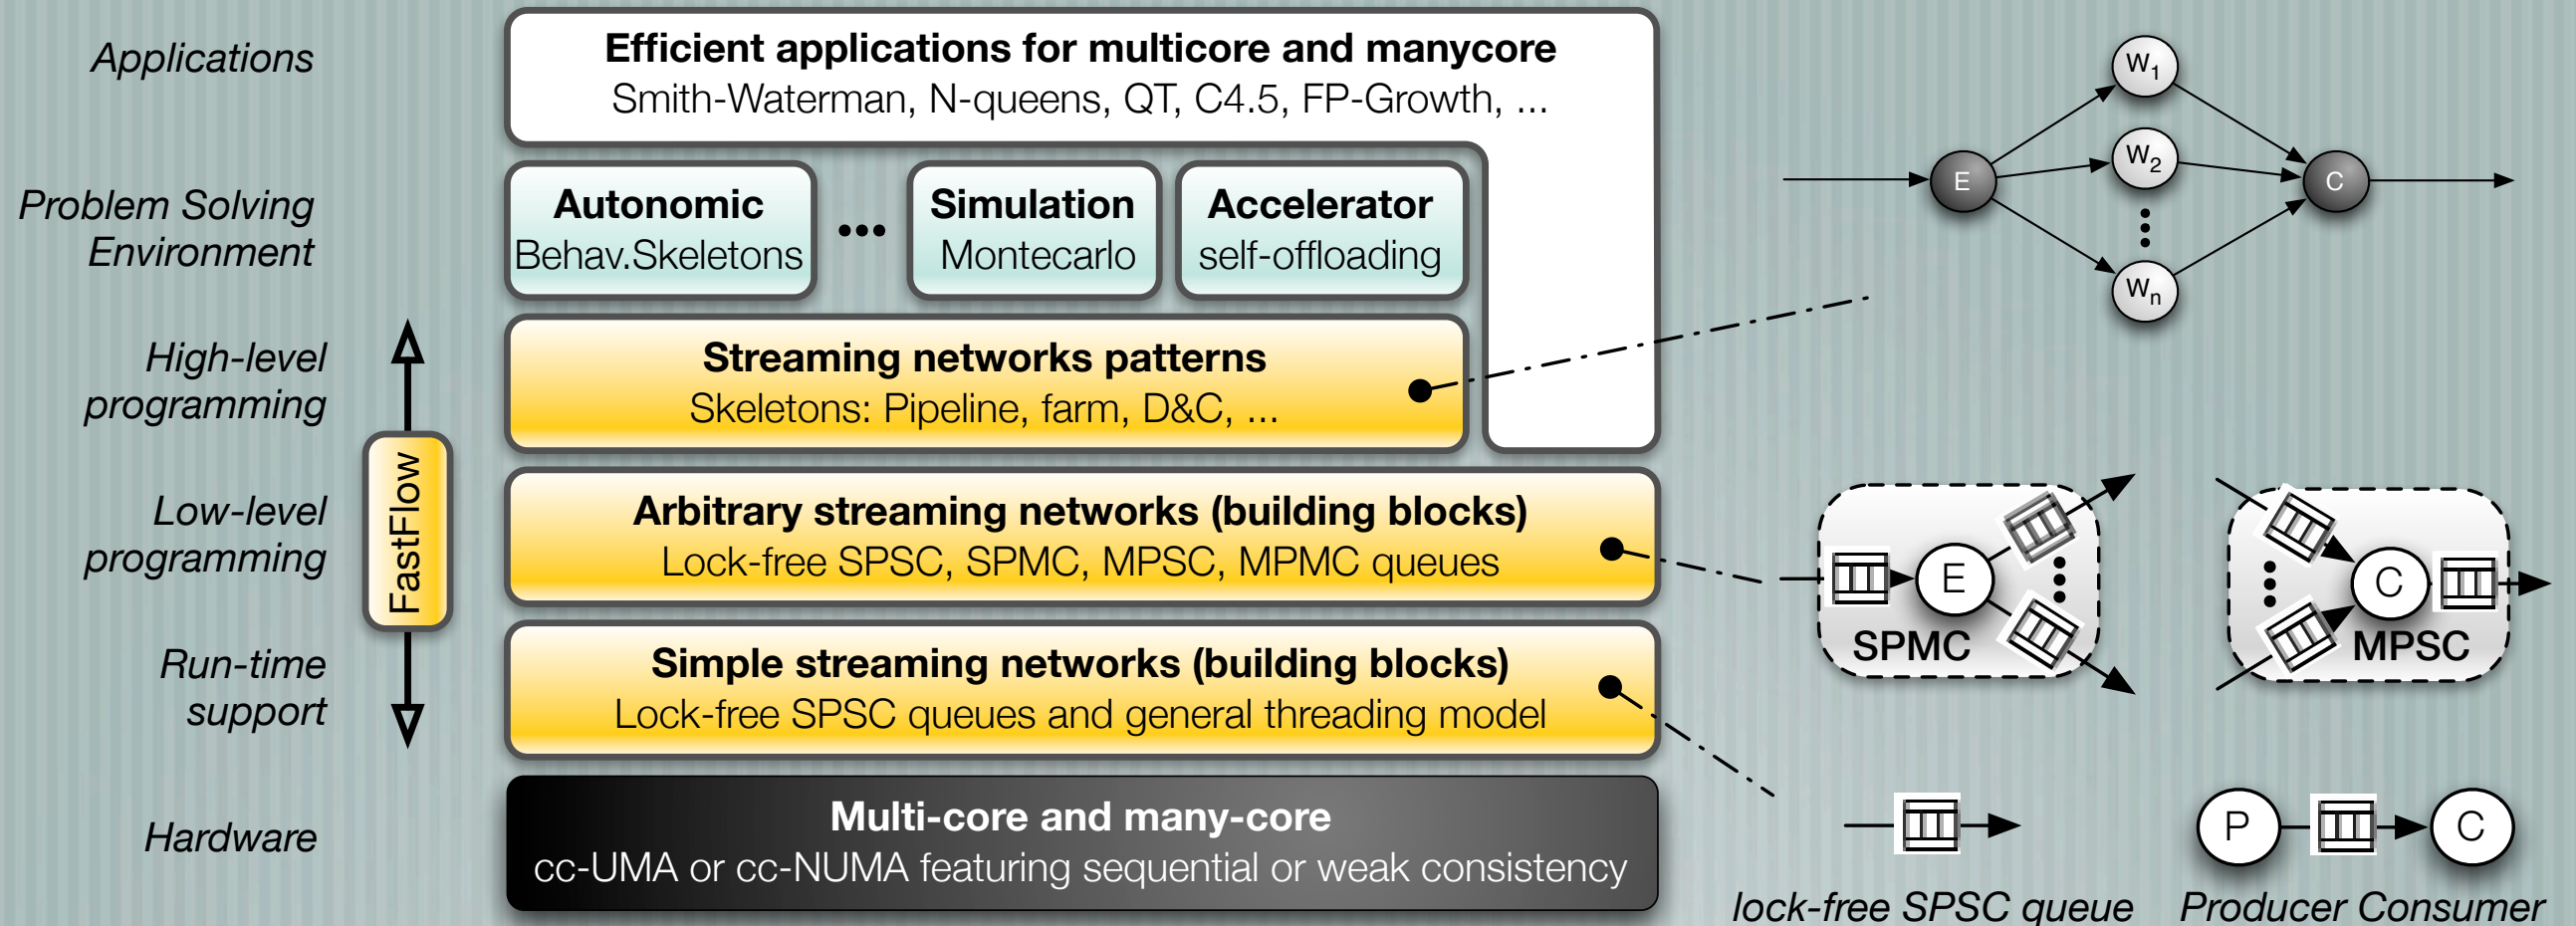 Applications
Efficient applications for multicore and manycore
Smith-Waterman, N-queens, QT, C4.5, FP-Growth, ...
Problem Solving
Environment
Autonomic
Behav.Skeletons
•••
Simulation
Montecarlo
Accelerator
self-offloading
High-level
programming
Streaming networks patterns
Skeletons: Pipeline, farm, D&C, ...
FastFlow
Low-level
programming
Arbitrary streaming networks (building blocks)
Lock-free SPSC, SPMC, MPSC, MPMC queues
Run-time
support
Simple streaming networks (building blocks)
Lock-free SPSC queues and general threading model
Hardware
Multi-core and many-core
cc-UMA or cc-NUMA featuring sequential or weak consistency
E
W1
W2
Wn
C
E
SPMC
C
MPSC
lock-free SPSC queue
P
C
Producer Consumer